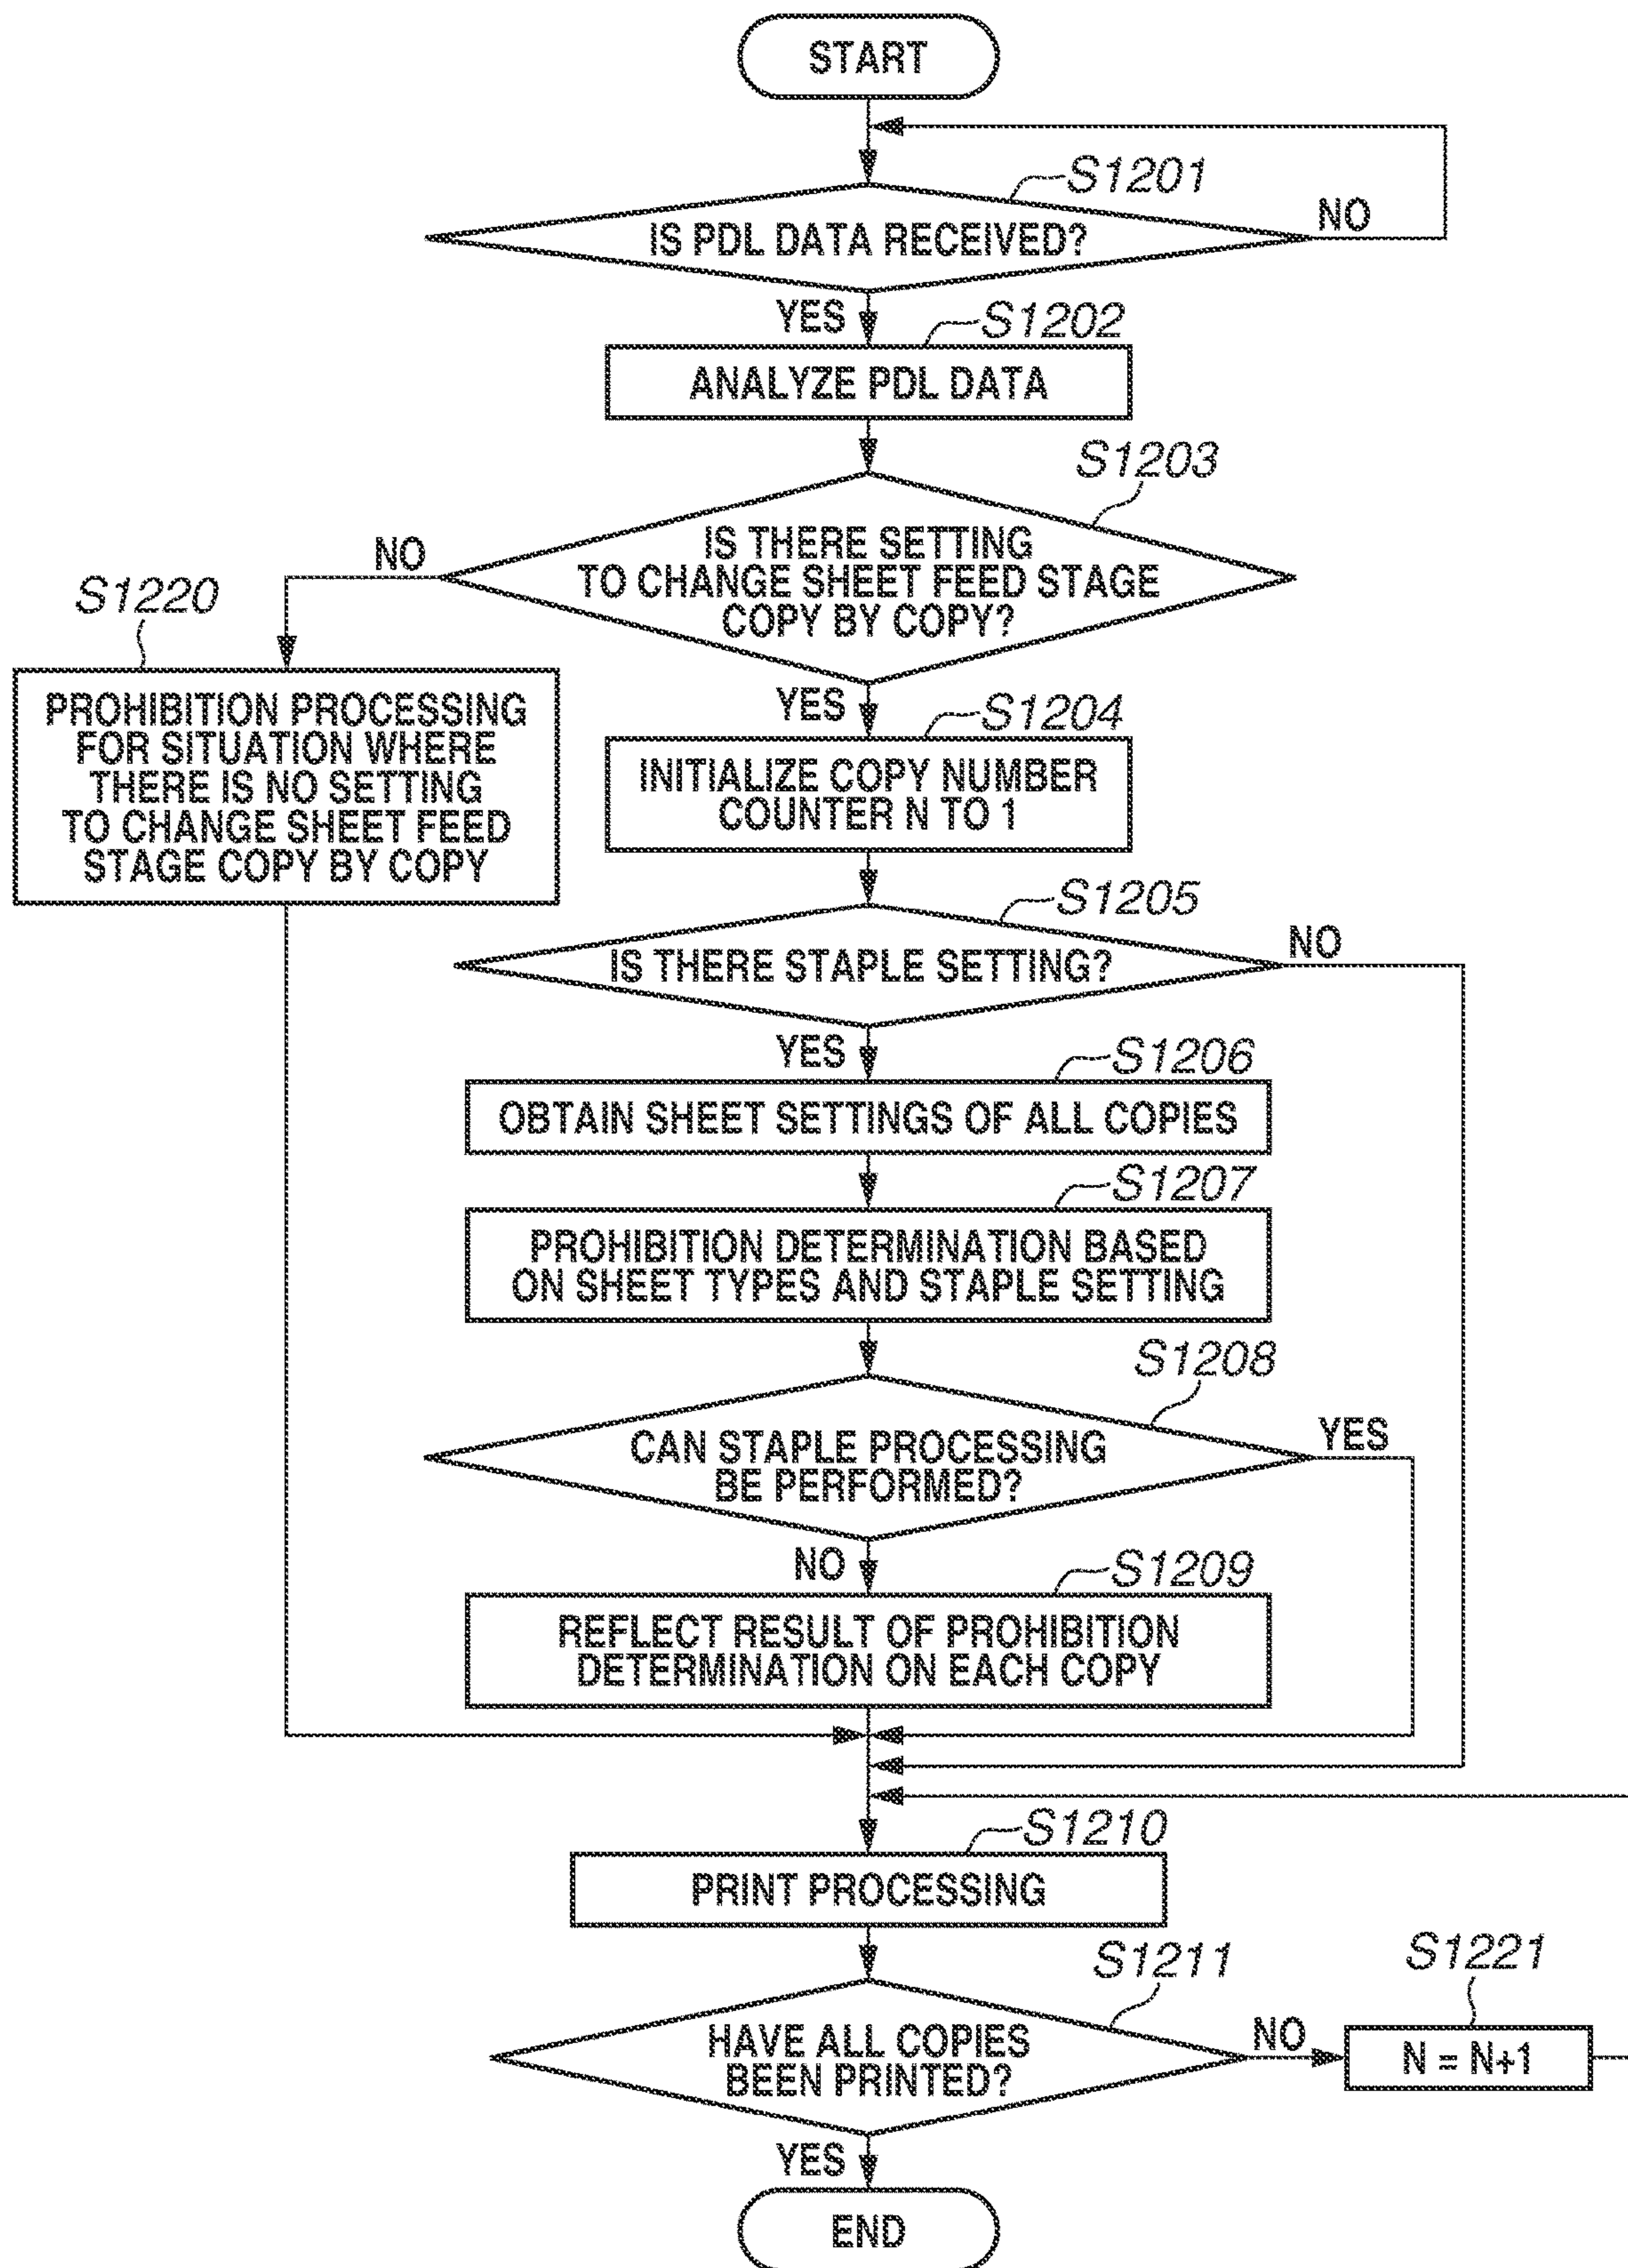 START
S1201
IS PDL DATA RECEIVED?
NO
YES
S1202
ANALYZE PDL DATA
S1203
IS THERE SETTING
TO CHANGE SHEET FEED STAGE
COPY BY COPY?
NO
S1220
PROHIBITION PROCESSING
FOR SITUATION WHERE
THERE IS NO SETTING
TO CHANGE SHEET FEED
STAGE COPY BY COPY
YES
S1204
INITIALIZE COPY NUMBER
COUNTER N TO 1
S1205
IS THERE STAPLE SETTING?
NO
YES
S1206
OBTAIN SHEET SETTINGS OF ALL COPIES
S1207
PROHIBITION DETERMINATION BASED
ON SHEET TYPES AND STAPLE SETTING
S1208
CAN STAPLE PROCESSING
BE PERFORMED?
YES
NO
S1209
REFLECT RESULT OF PROHIBITION
DETERMINATION ON EACH COPY
S1210
PRINT PROCESSING
S1211
HAVE ALL COPIES
BEEN PRINTED?
NO
S1221
N = N+1
YES
END